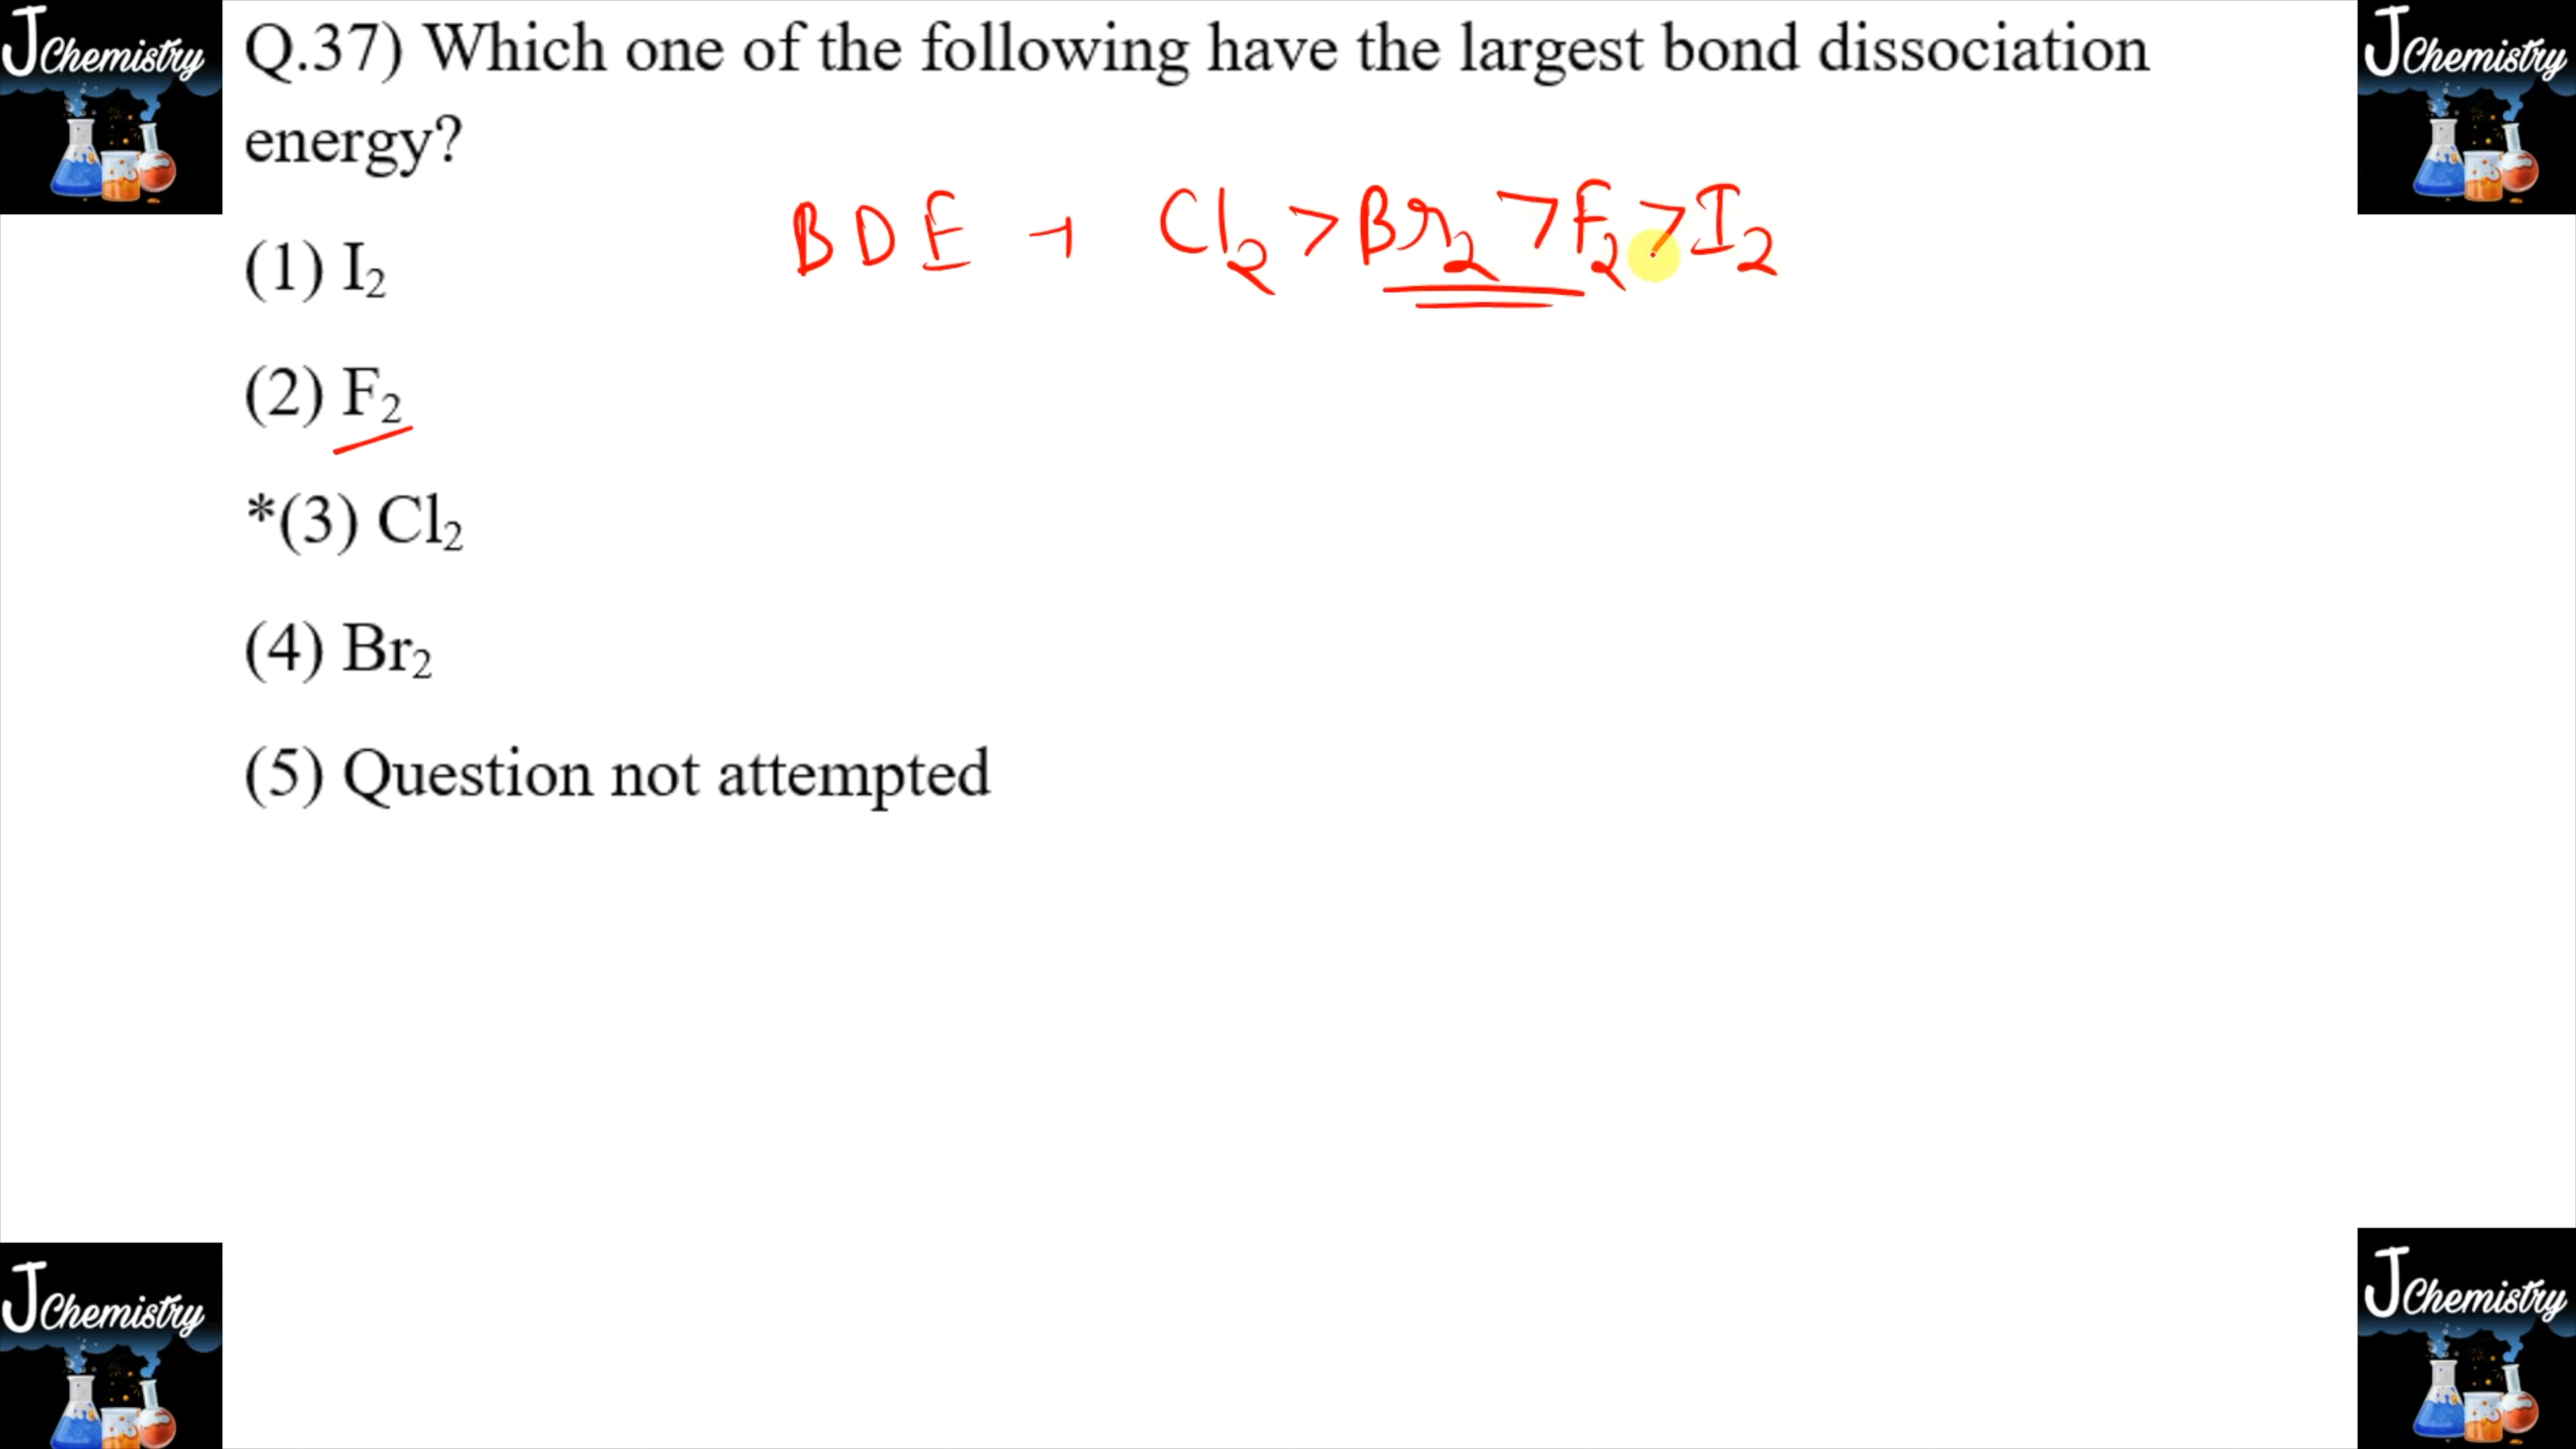 JChemistry
JChemistry
Q.37) Which one of the following have the largest bond dissociation
energy?
BDE → Cl₂ > Br₂ > F₂ > I₂
(1) I₂
(2) F₂
*(3) Cl₂
(4) Br₂
(5) Question not attempted
JChemistry
JChemistry